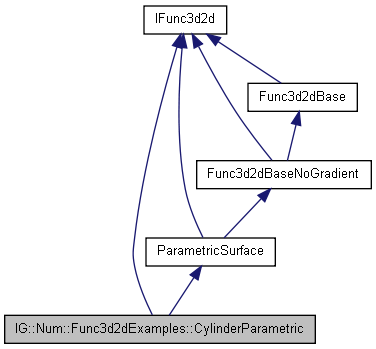 IFunc3d2d
Func3d2dBase
Func3d2dBaseNoGradient
ParametricSurface
IG::Num::Func3d2dExamples::CylinderParametric